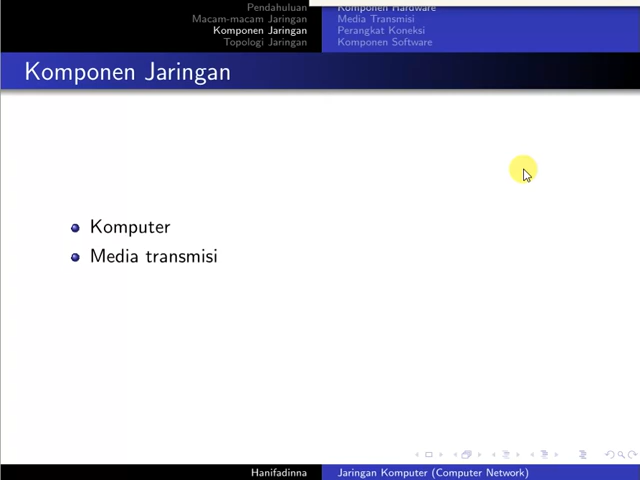 Pendahuluan
Macam-macam Jaringan
Komponen Jaringan
Topologi Jaringan
Komponen Hardware
Media Transmisi
Perangkat Koneksi
Komponen Software
Komponen Jaringan
Komputer
Media transmisi
Hanifadinna
Jaringan Komputer (Computer Network)